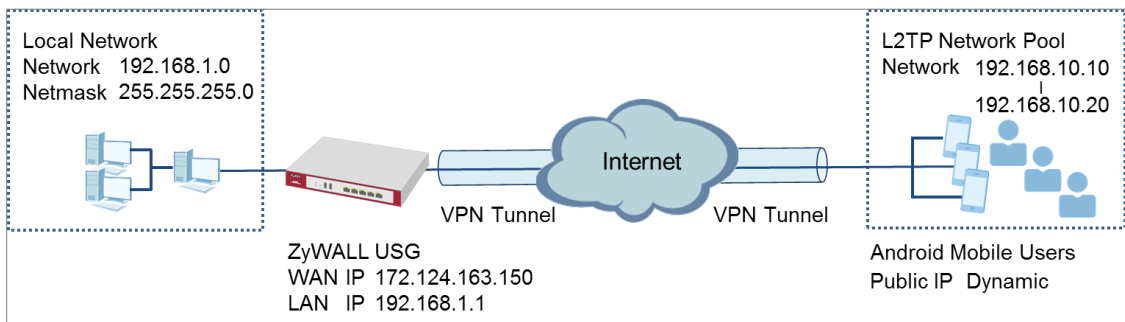 Local Network
Network 192.168.1.0
Netmask 255.255.255.0
L2TP Network Pool
Network 192.168.10.10
192.168.10.20
Internet
VPN Tunnel
VPN Tunnel
ZyWALL USG
WAN IP 172.124.163.150
LAN IP 192.168.1.1
Android Mobile Users
Public IP Dynamic